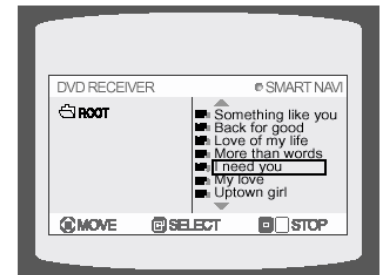 DVD RECEIVER SMART NAVI
ROOT
Something like you
Back for good
Love of my life
More than words
I need you
My love
Uptown girl
MOVE SELECT STOP